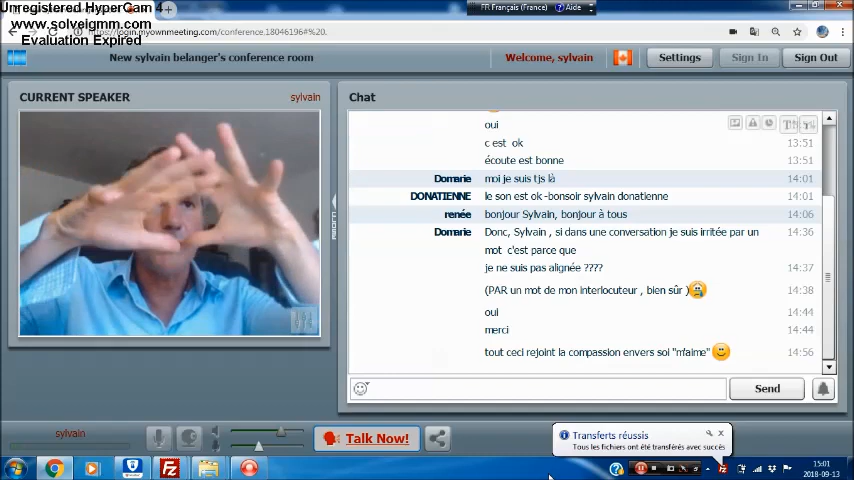 Unregistered HyperCam 4
www.solveigmm.com
Evaluation Expired
FR Français (France)
Aide
https://login.myownmeeting.com/conference,18046196#%20.
New sylvain belanger's conference room
Welcome, sylvain
Settings
Sign In
Sign Out
CURRENT SPEAKER
sylvain
Chat
oui
c est ok 13:51
écoute est bonne 13:51
Domarie moi je suis tjs là 14:01
DONATIENNE le son est ok -bonsoir sylvain donatienne 14:01
renée bonjour Sylvain, bonjour à tous 14:06
Domarie Donc, Sylvain , si dans une conversation je suis irritée par un 14:36
mot c'est parce que
je ne suis pas alignée ???? 14:37
(PAR un mot de mon interlocuteur , bien sûr ) 14:38
oui 14:44
merci 14:44
tout ceci rejoint la compassion envers soi "m'aime" 14:56
Send
sylvain
Talk Now!
Transferts réussis
Tous les fichiers ont été transférés avec succès
15:01
2018-09-13